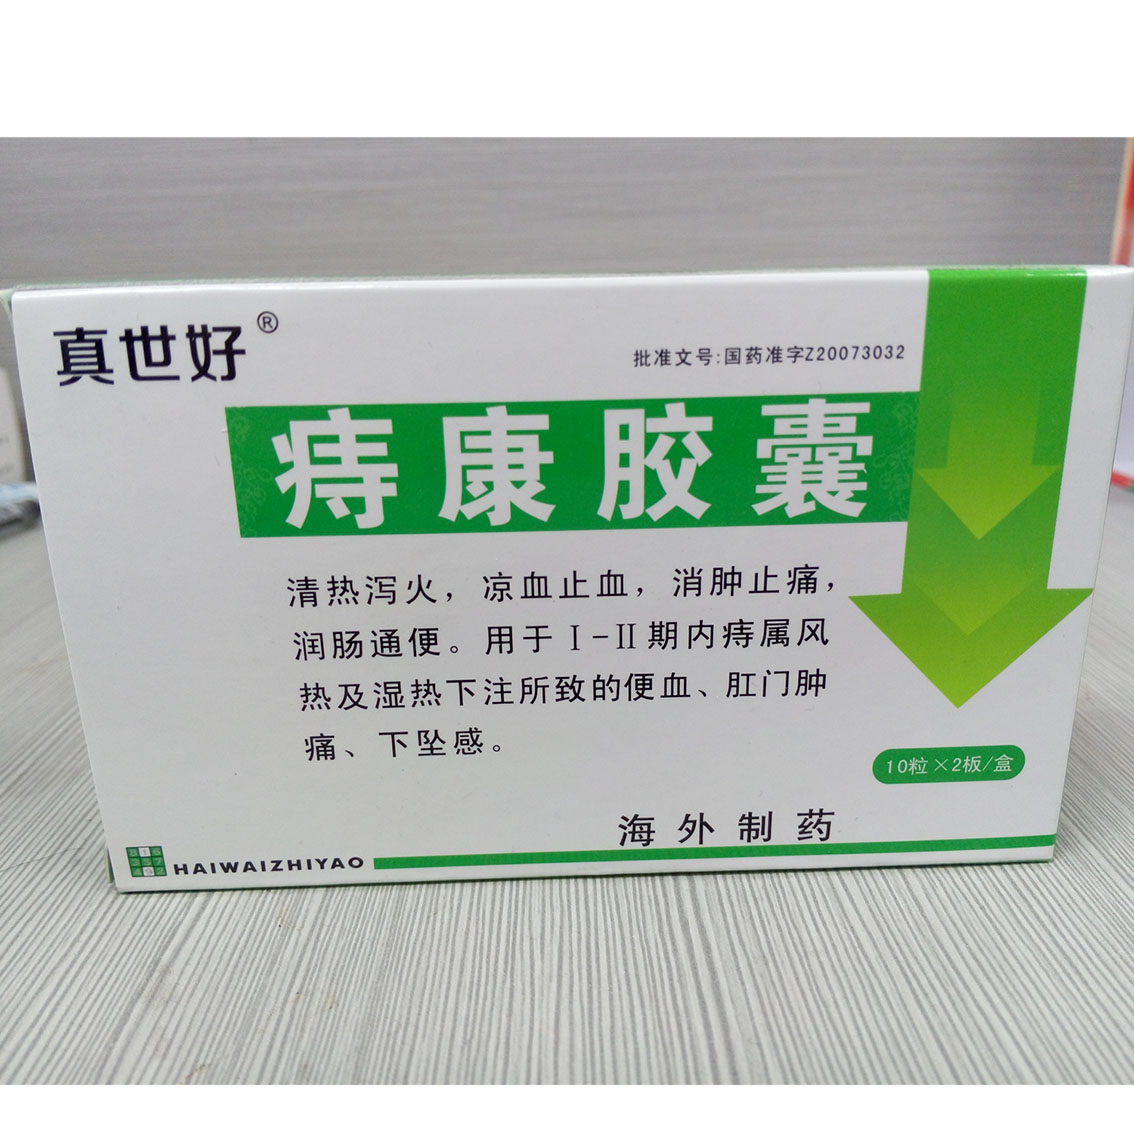 真世好®
批准文号:国药准字Z20073032
痔康胶囊
清热泻火，凉血止血，消肿止痛，
润肠通便。用于Ⅰ-Ⅱ期内痔属风
热及湿热下注所致的便血、肛门肿
痛、下坠感。
10粒×2板/盒
海外制药
816
357
492
HAIWAIZHIYAO